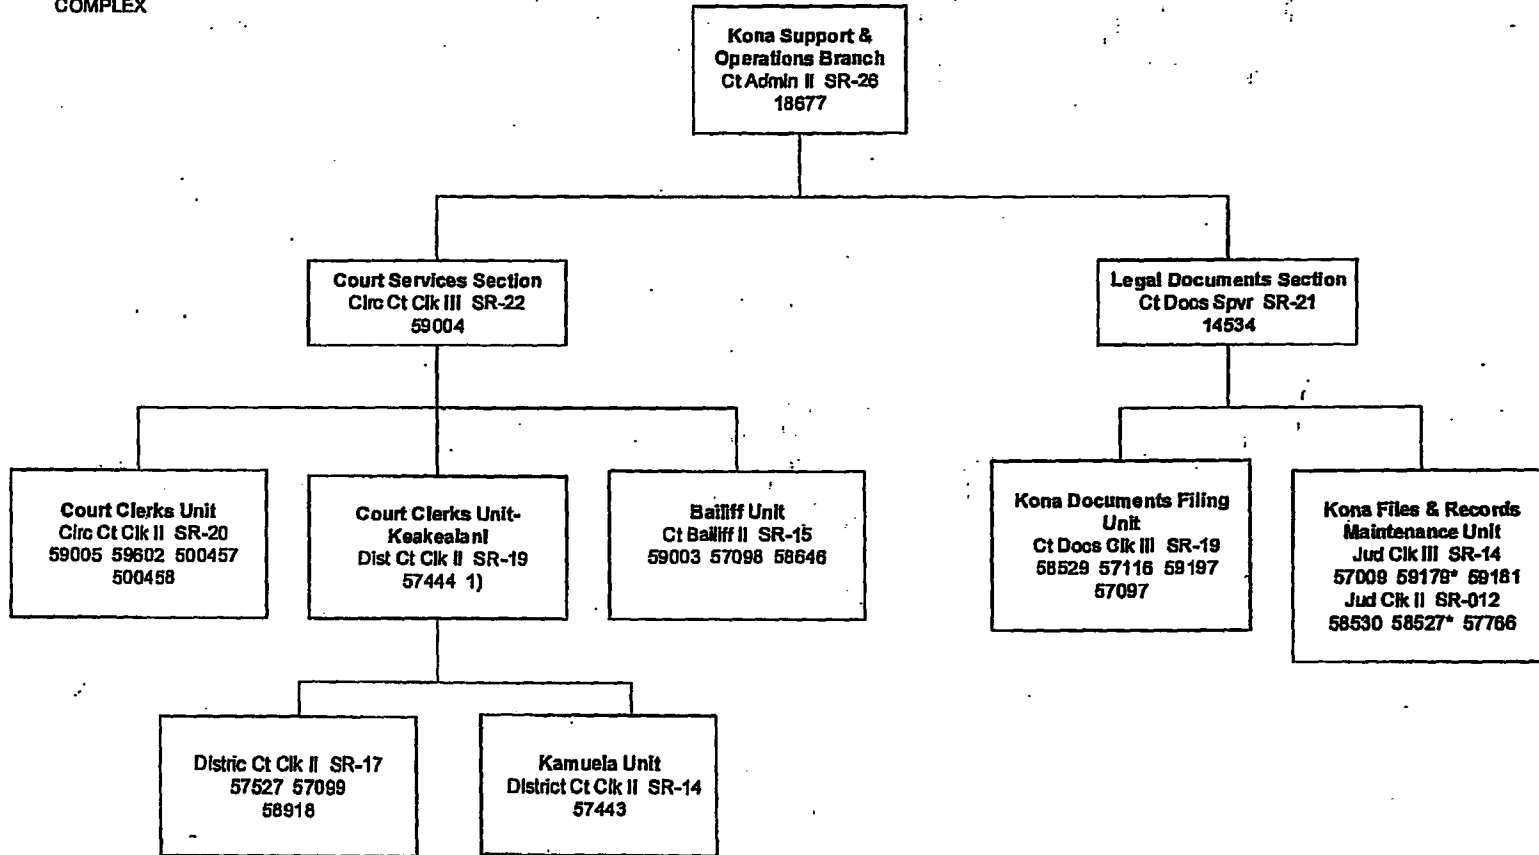 COMPLEX
Kona Support &
Operations Branch
Ct Admin II SR-26
18677
Court Services Section
Circ Ct Clk III SR-22
59004
Legal Documents Section
Ct Docs Spvr SR-21
14534
Court Clerks Unit
Circ Ct Clk II SR-20
59005 59602 500457
500458
Court Clerks Unit-
Keakealani
Dist Ct Clk II SR-19
57444 1)
Bailiff Unit
Ct Bailiff II SR-15
59003 57098 58646
Kona Documents Filing
Unit
Ct Docs Clk III SR-19
58529 57116 59197
57097
Kona Files & Records
Maintenance Unit
Jud Clk III SR-14
57009 59179* 59181
Jud Clk II SR-012
58530 58527* 57766
Distric Ct Clk II SR-17
57527 57099
58918
Kamuela Unit
District Ct Clk II SR-14
57443